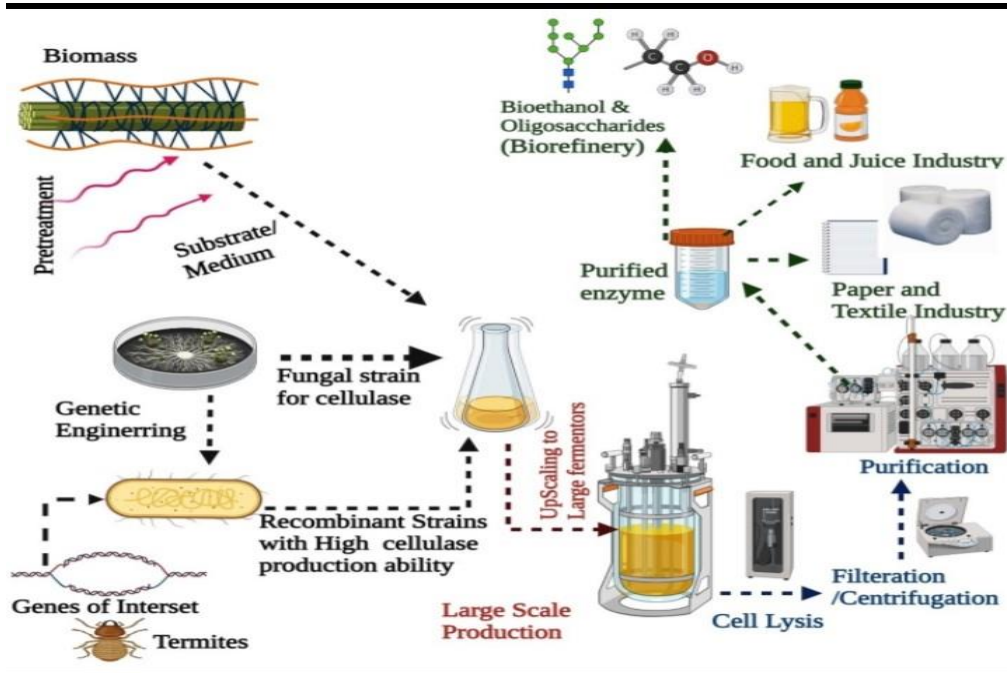 Biomass
Pretreatment
Substrate/
Medium
Fungal strain
for cellulase
Genetic
Enginerring
Recombinant Strains
with High cellulase
production ability
Genes of Interset
Termites
UpScaling to
Large fermentors
Large Scale
Production
Cell Lysis
Filteration
/Centrifugation
Purification
Purified
enzyme
Bioethanol &
Oligosaccharides
(Biorefinery)
H
H
C
C
O
H
H
H
Food and Juice Industry
Paper and
Textile Industry